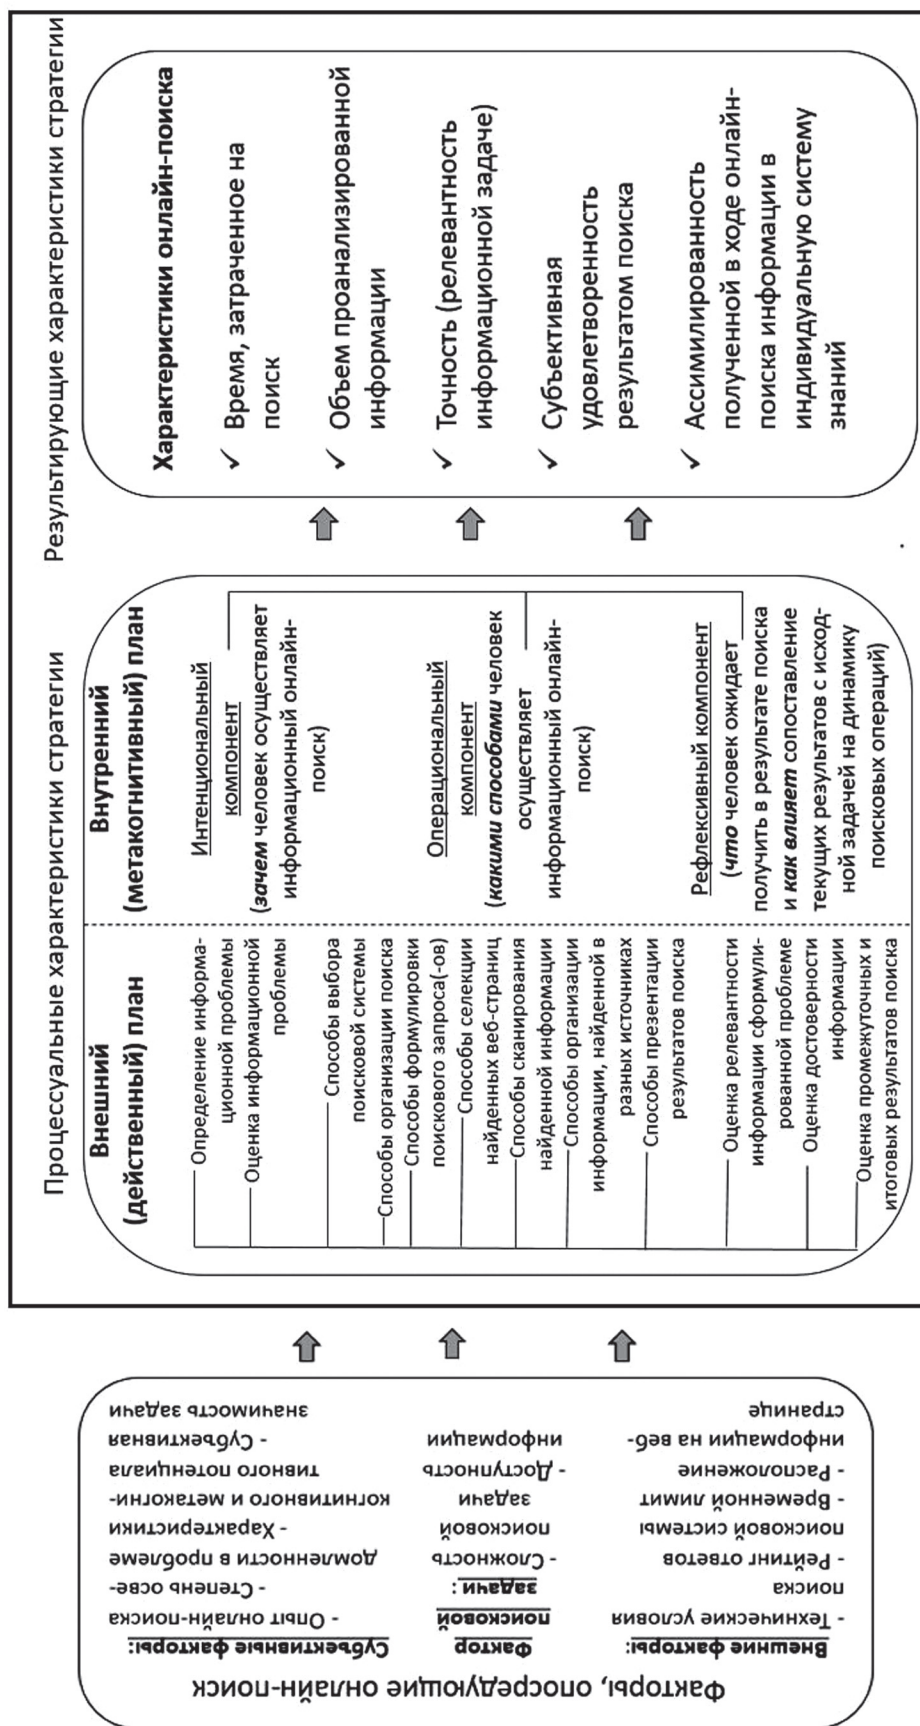 Факторы, опосредующие онлайн-поиск
Внешние факторы:
- Технические условия
поиска
- Рейтинг ответов
поисковой системы
- Временной лимит
- Расположение
информации на веб-
странице
Фактор
поисковой
задачи :
- Сложность
поисковой
задачи
- Доступность
информации
Субъективные факторы:
- Опыт онлайн-поиска
- Степень осве-
домленности в проблеме
- Характеристики
когнитивного и метакогни-
тивного потенциала
- Субъективная
значимость задачи
Процессуальные характеристики стратегии
Внешний
(действенный) план
Определение информа-
ционной проблемы
Оценка информационной
проблемы
Способы выбора
поисковой системы
Способы организации поиска
Способы формулировки
поискового запроса(-ов)
Способы селекции
найденных веб-страниц
Способы сканирования
найденной информации
Способы организации
информации, найденной в
разных источниках
Способы презентации
результатов поиска
Оценка релевантности
информации сформули-
рованной проблеме
Оценка достоверности
информации
Оценка промежуточных и
итоговых результатов поиска
Внутренний
(метакогнитивный) план
Интенциональный
компонент
(зачем человек осуществляет
информационный онлайн-
поиск)
Операциональный
компонент
(какими способами человек
осуществляет
информационный онлайн-
поиск)
Рефлексивный компонент
(что человек ожидает
получить в результате поиска
и как влияет сопоставление
текущих результатов с исход-
ной задачей на динамику
поисковых операций)
Результирующие характеристики стратегии
Характеристики онлайн-поиска
✓ Время, затраченное на
поиск
✓ Объем проанализированной
информации
✓ Точность (релевантность
информационной задаче)
✓ Субъективная
удовлетворенность
результатом поиска
✓ Ассимилированность
полученной в ходе онлайн-
поиска информации в
индивидуальную систему
знаний